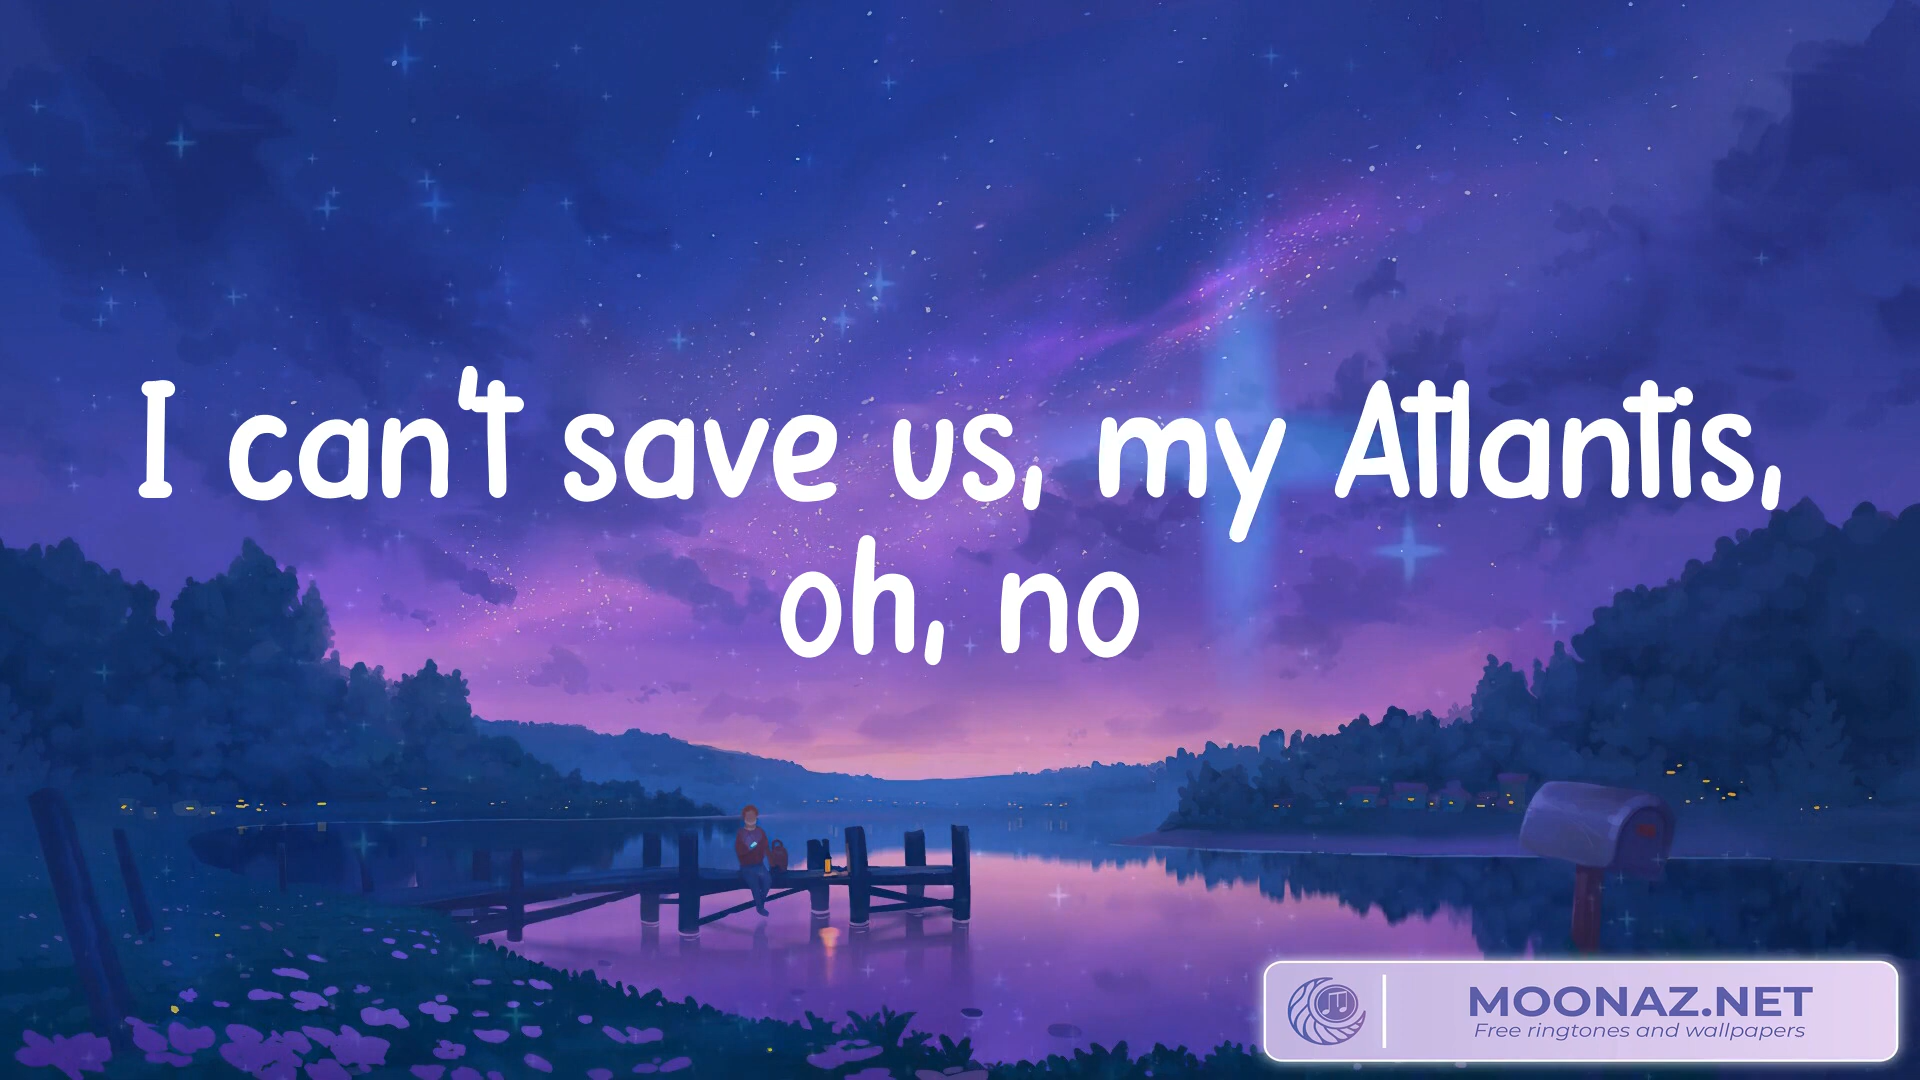 I can't save us, my Atlantis,
oh, no
MOONAZ.NET
Free ringtones and wallpapers